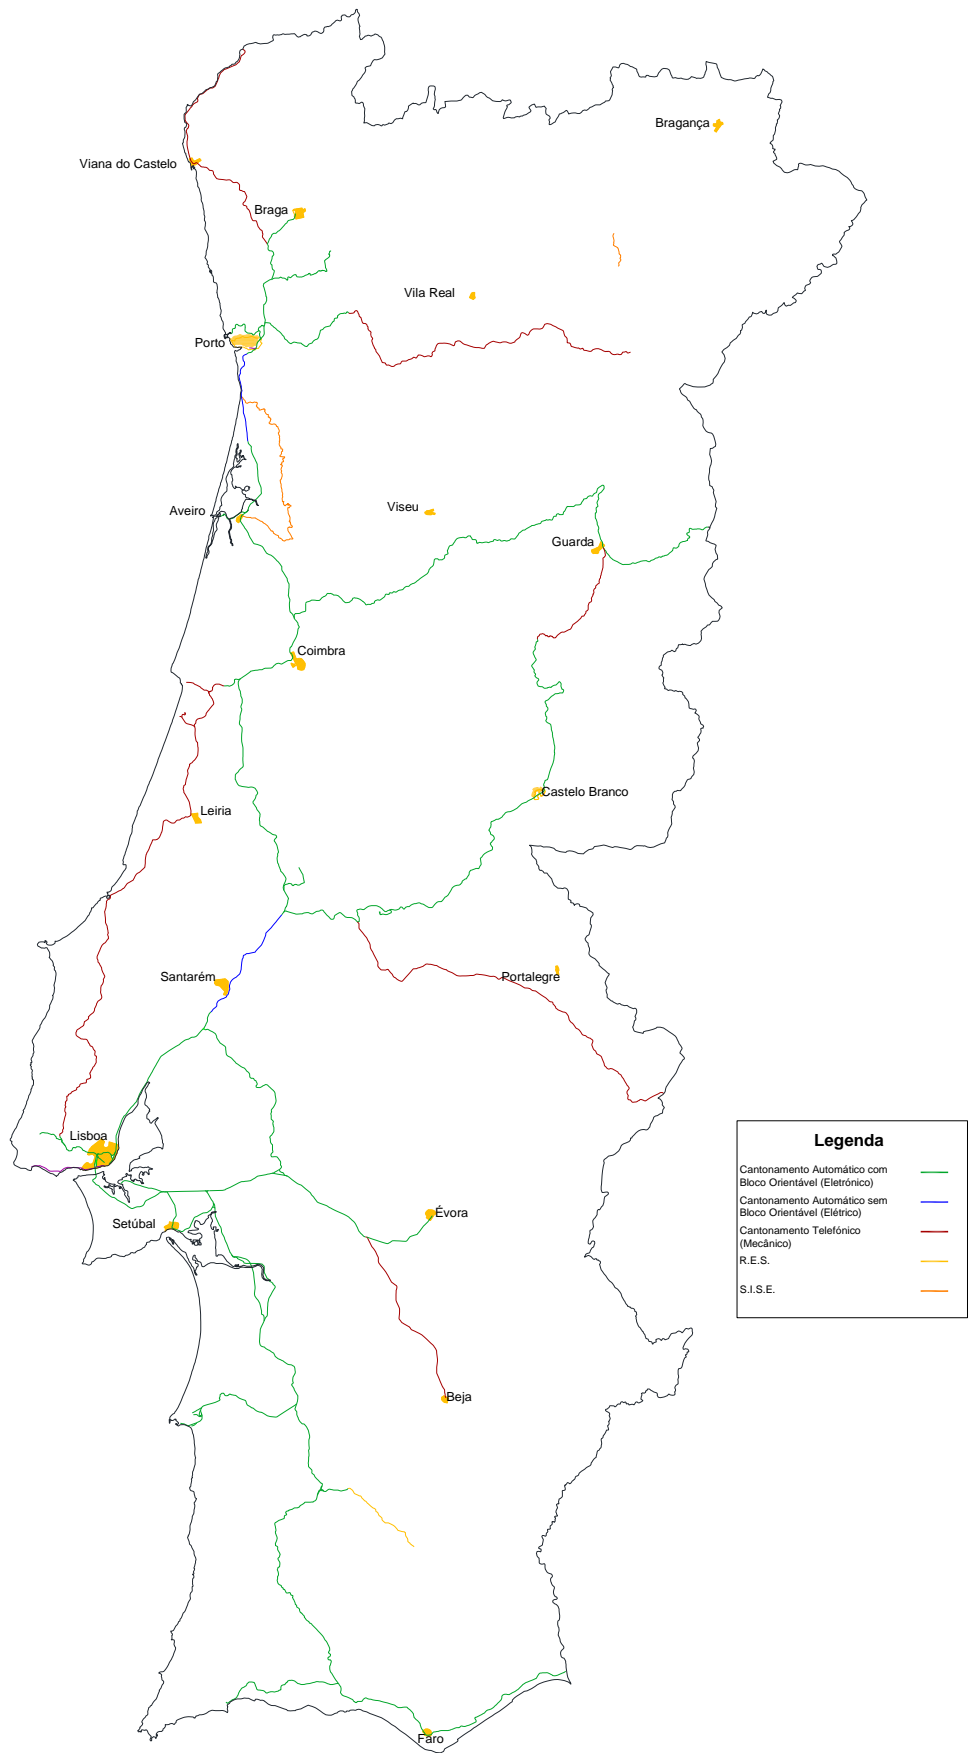 Bragança
Viana do Castelo
Braga
Vila Real
Porto
Viseu
Aveiro
Guarda
Coimbra
Castelo Branco
Leiria
Santarém
Portalegre
Lisboa
Legenda
Cantonamento Automático com
Bloco Orientável (Eletrónico)
Cantonamento Automático sem
Bloco Orientável (Elétrico)
Cantonamento Telefónico
(Mecânico)
R.E.S.
S.I.S.E.
Évora
Setúbal
Beja
Faro